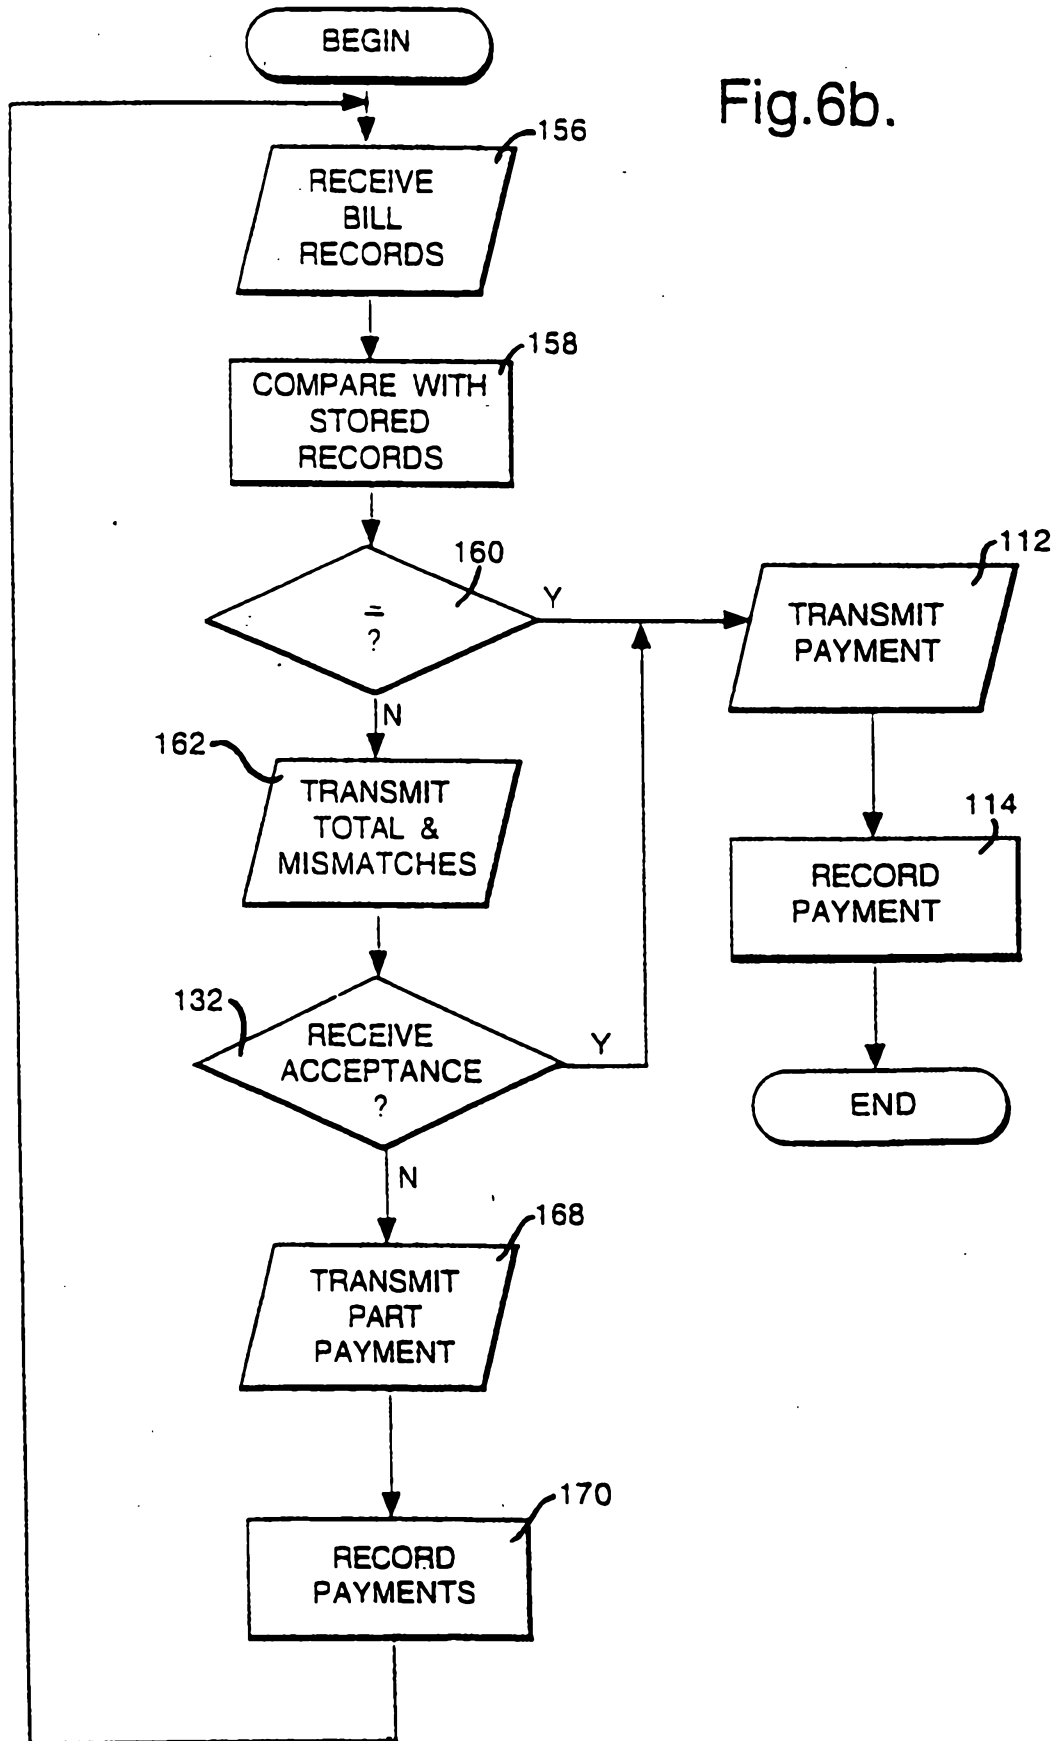 BEGIN
Fig.6b.
156
RECEIVE
BILL
RECORDS
158
COMPARE WITH
STORED
RECORDS
160
=
?
Y
N
112
TRANSMIT
PAYMENT
162
TRANSMIT
TOTAL &
MISMATCHES
114
RECORD
PAYMENT
132
RECEIVE
ACCEPTANCE
?
Y
N
END
168
TRANSMIT
PART
PAYMENT
170
RECORD
PAYMENTS